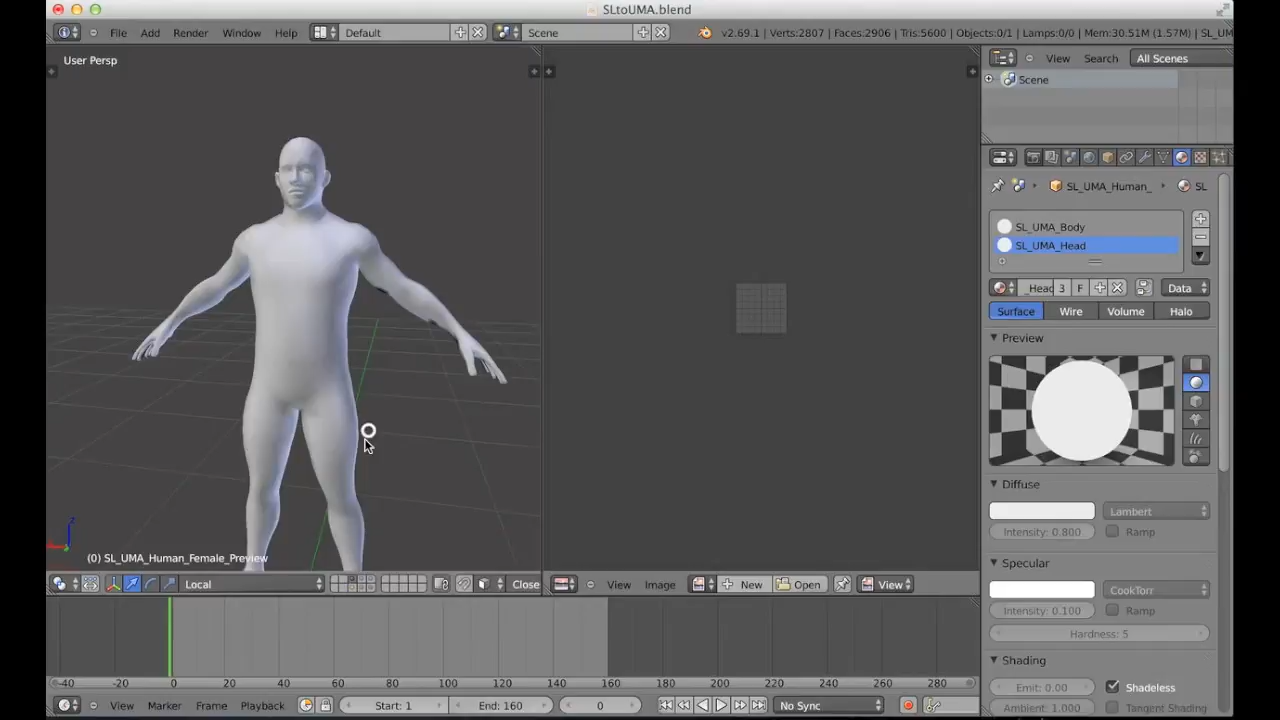 SLtoUMA.blend
File Add Render Window Help Default Scene v2.69.1 | Verts:2807 | Faces:2906 | Tris:5600 | Objects:0/1 | Lamps:0/0 | Mem:30.51M (1.57M) | SL_UM
User Persp
View Search All Scenes
Scene
SL_UMA_Human_ SL
SL_UMA_Body
SL_UMA_Head
_Head 3 F Data
Surface Wire Volume Halo
Preview
Diffuse
Lambert
Intensity: 0.800 Ramp
Specular
CookTorr
Intensity: 0.100 Ramp
Hardness: 5
Shading
Emit: 0.00 Shadeless
Ambient: 1.000 Tangent Shading
z
(0) SL_UMA_Human_Female_Preview
Local Close View Image New Open View
-40 -20 0 20 40 60 80 100 120 140 160 180 200 220 240 260 280
View Marker Frame Playback Start: 1 End: 160 0 No Sync